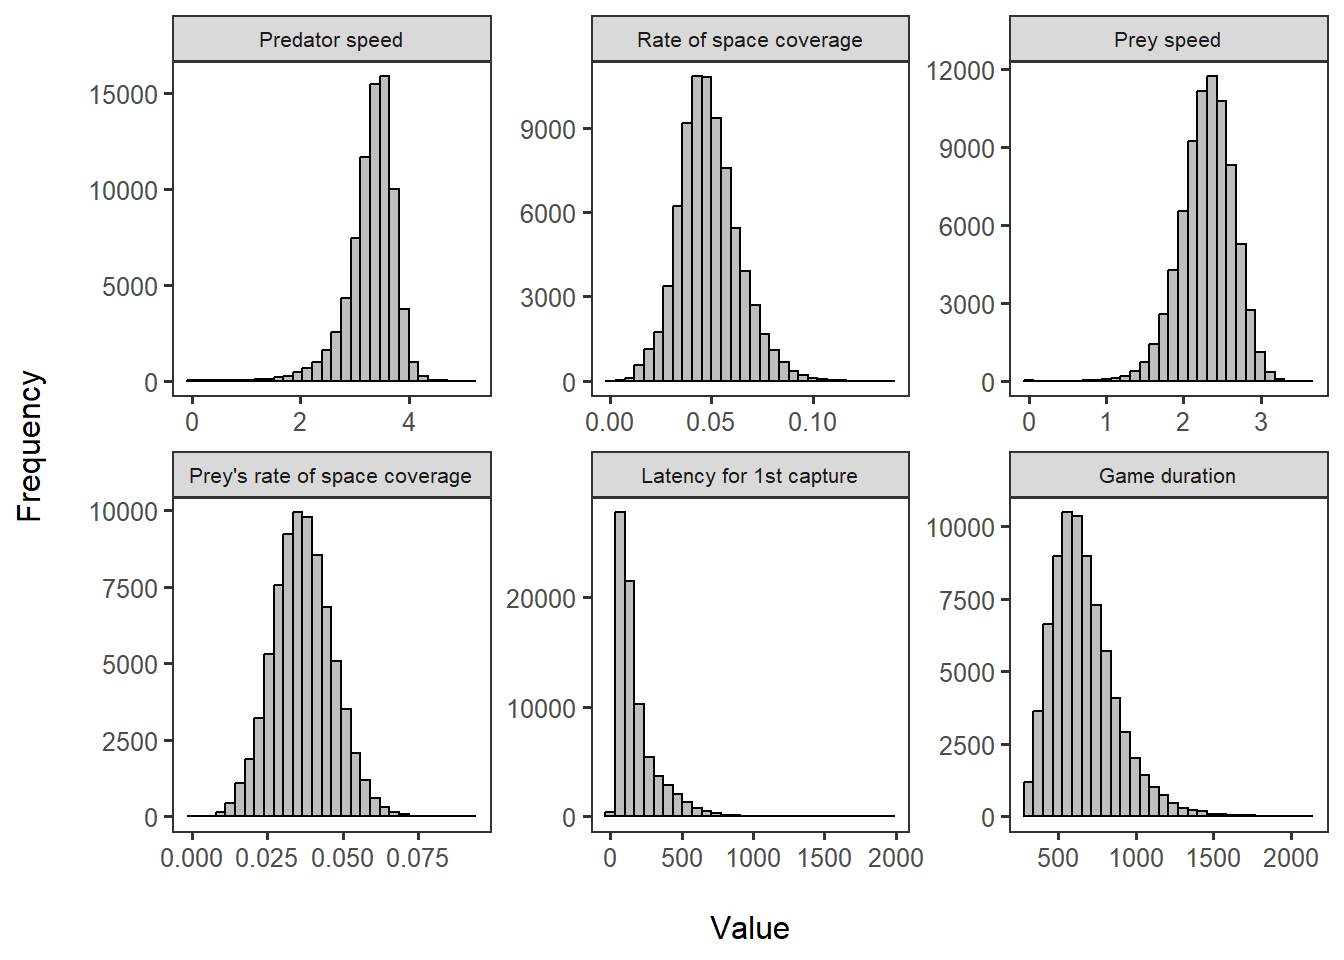 Predator speed
Rate of space coverage
Prey speed
15000
10000
5000
0
0 2 4
9000
6000
3000
0
0.00 0.05 0.10
12000
9000
6000
3000
0
0 1 2 3
Prey's rate of space coverage
Latency for 1st capture
Game duration
10000
7500
5000
2500
0
0.000 0.025 0.050 0.075
20000
10000
0
0 500 1000 1500 2000
10000
7500
5000
2500
0
500 1000 1500 2000
Frequency
Value